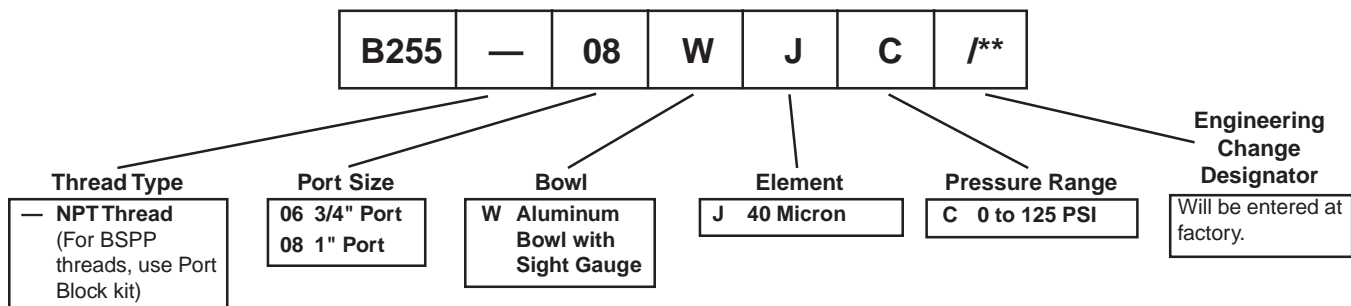 B255 — 08 W J C /**
Thread Type
— NPT Thread
(For BSPP
threads, use Port
Block kit)
Port Size
06 3/4" Port
08 1" Port
Bowl
W Aluminum
Bowl with
Sight Gauge
Element
J 40 Micron
Pressure Range
C 0 to 125 PSI
Engineering
Change
Designator
Will be entered at
factory.